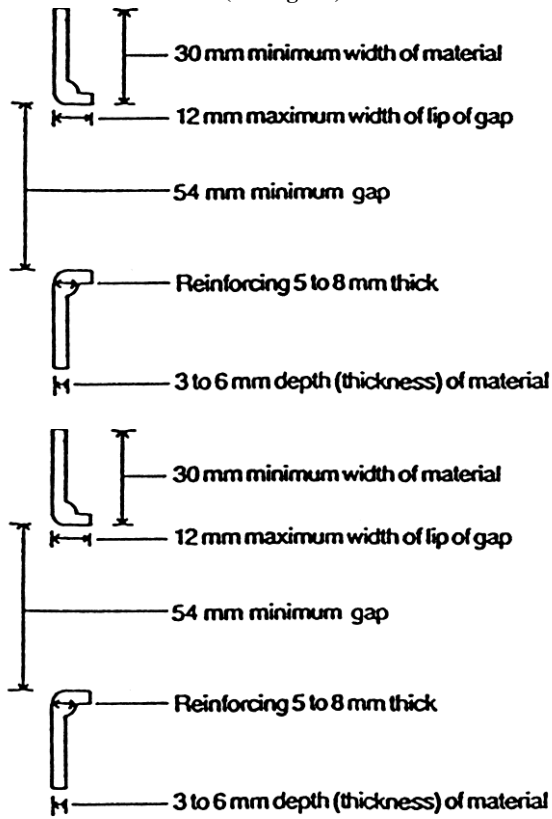 30 mm minimum width of material
12 mm maximum width of lip of gap
54 mm minimum gap
Reinforcing 5 to 8 mm thick
3 to 6 mm depth (thickness) of material
30 mm minimum width of material
12 mm maximum width of lip of gap
54 mm minimum gap
Reinforcing 5 to 8 mm thick
3 to 6 mm depth (thickness) of material